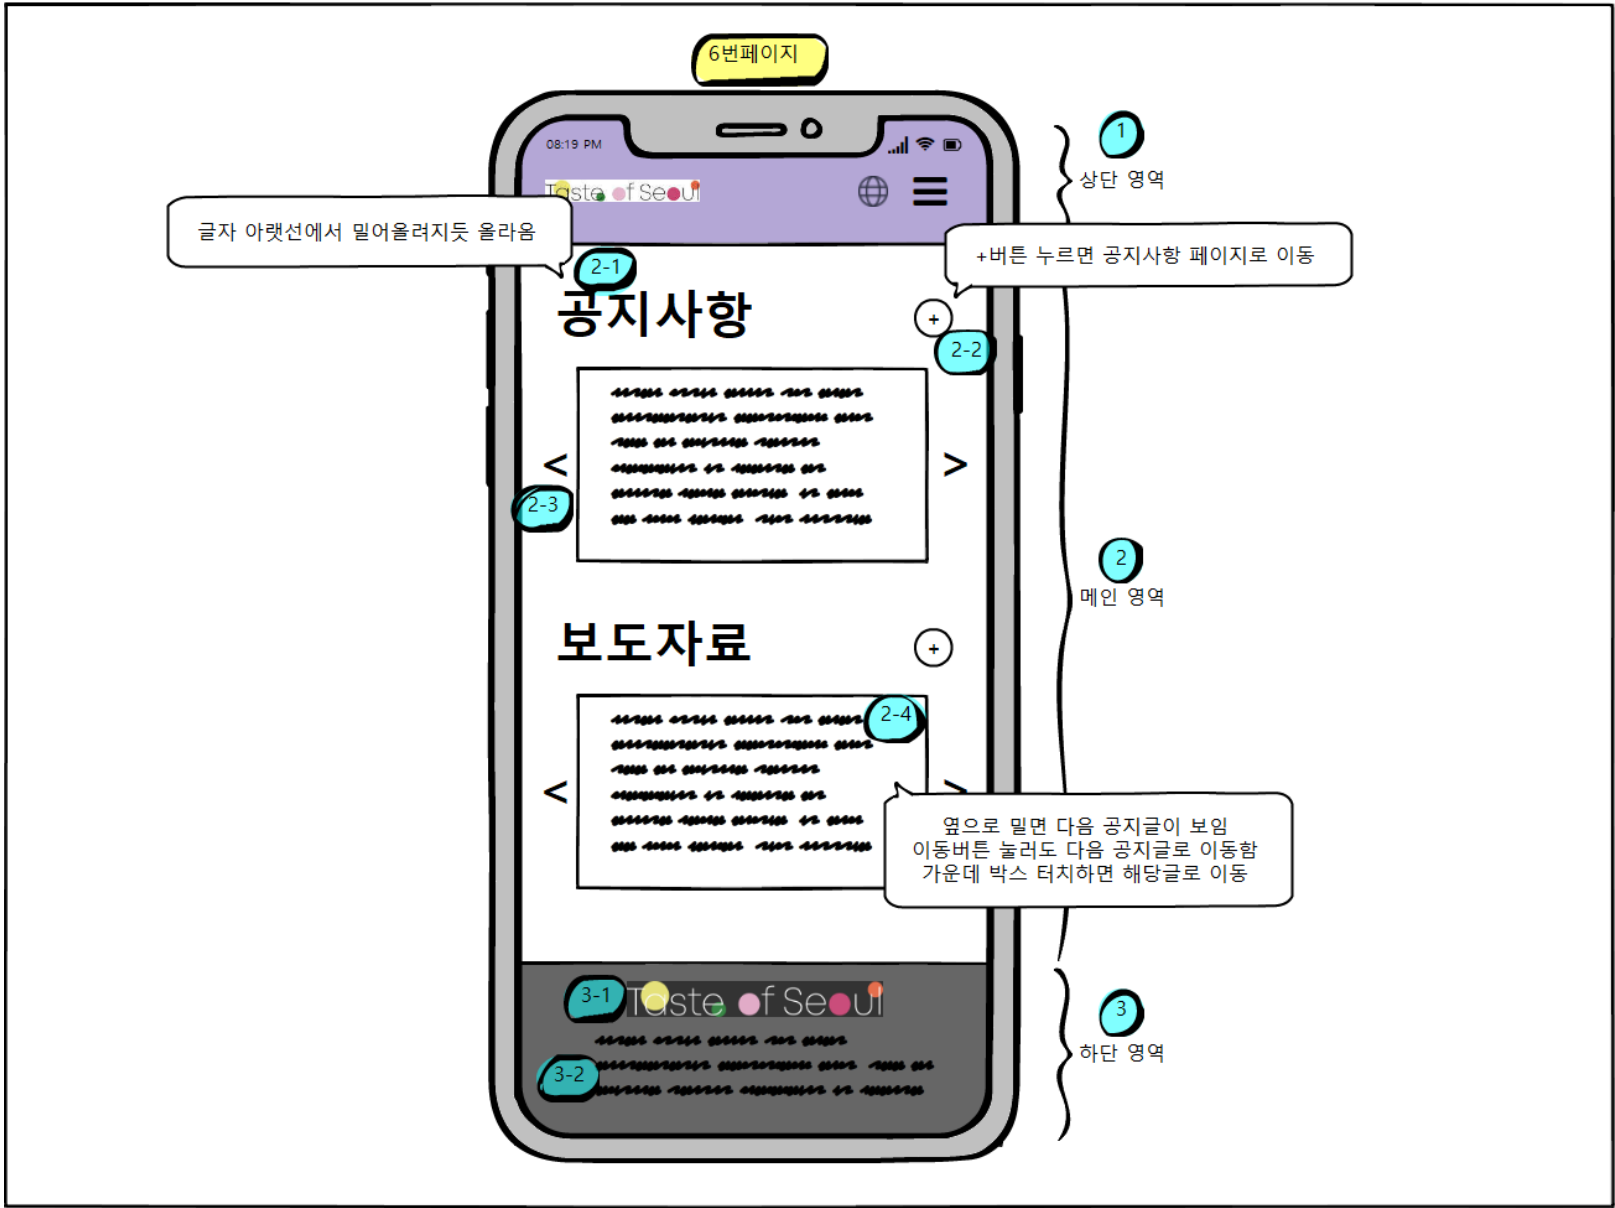 6번페이지
1
08:19 PM
상단 영역
Taste of Seoul
글자 아랫선에서 밀어올려지듯 올라옴
+버튼 누르면 공지사항 페이지로 이동
2-1
공지사항
+
2-2
<
>
2-3
2
메인 영역
보도자료
+
2-4
<
>
옆으로 밀면 다음 공지글이 보임
이동버튼 눌러도 다음 공지글로 이동함
가운데 박스 터치하면 해당글로 이동
3-1
Taste of Seoul
3
하단 영역
3-2